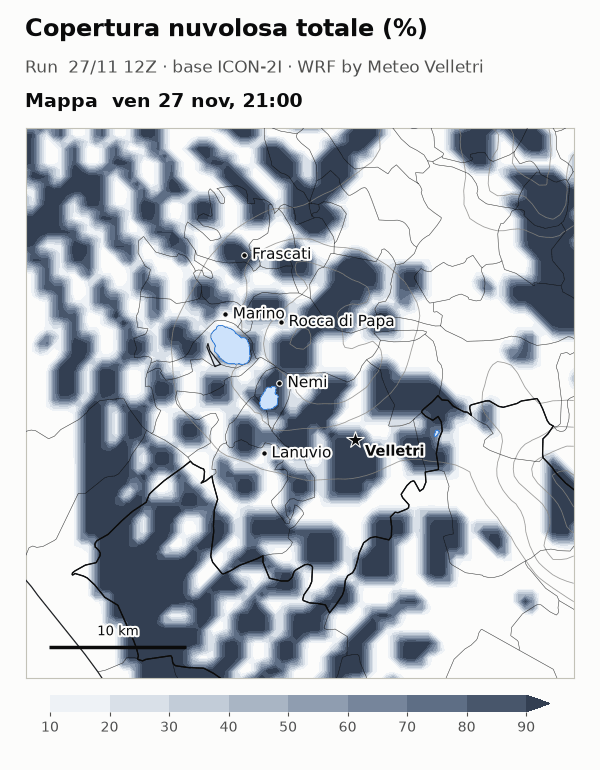 Copertura nuvolosa totale (%)
Run  27/11 12Z · base ICON-2I · WRF by Meteo Velletri
Mappa  ven 27 nov, 21:00
Frascati
Marino
Rocca di Papa
Nemi
Velletri
Lanuvio
10 km
10 20 30 40 50 60 70 80 90